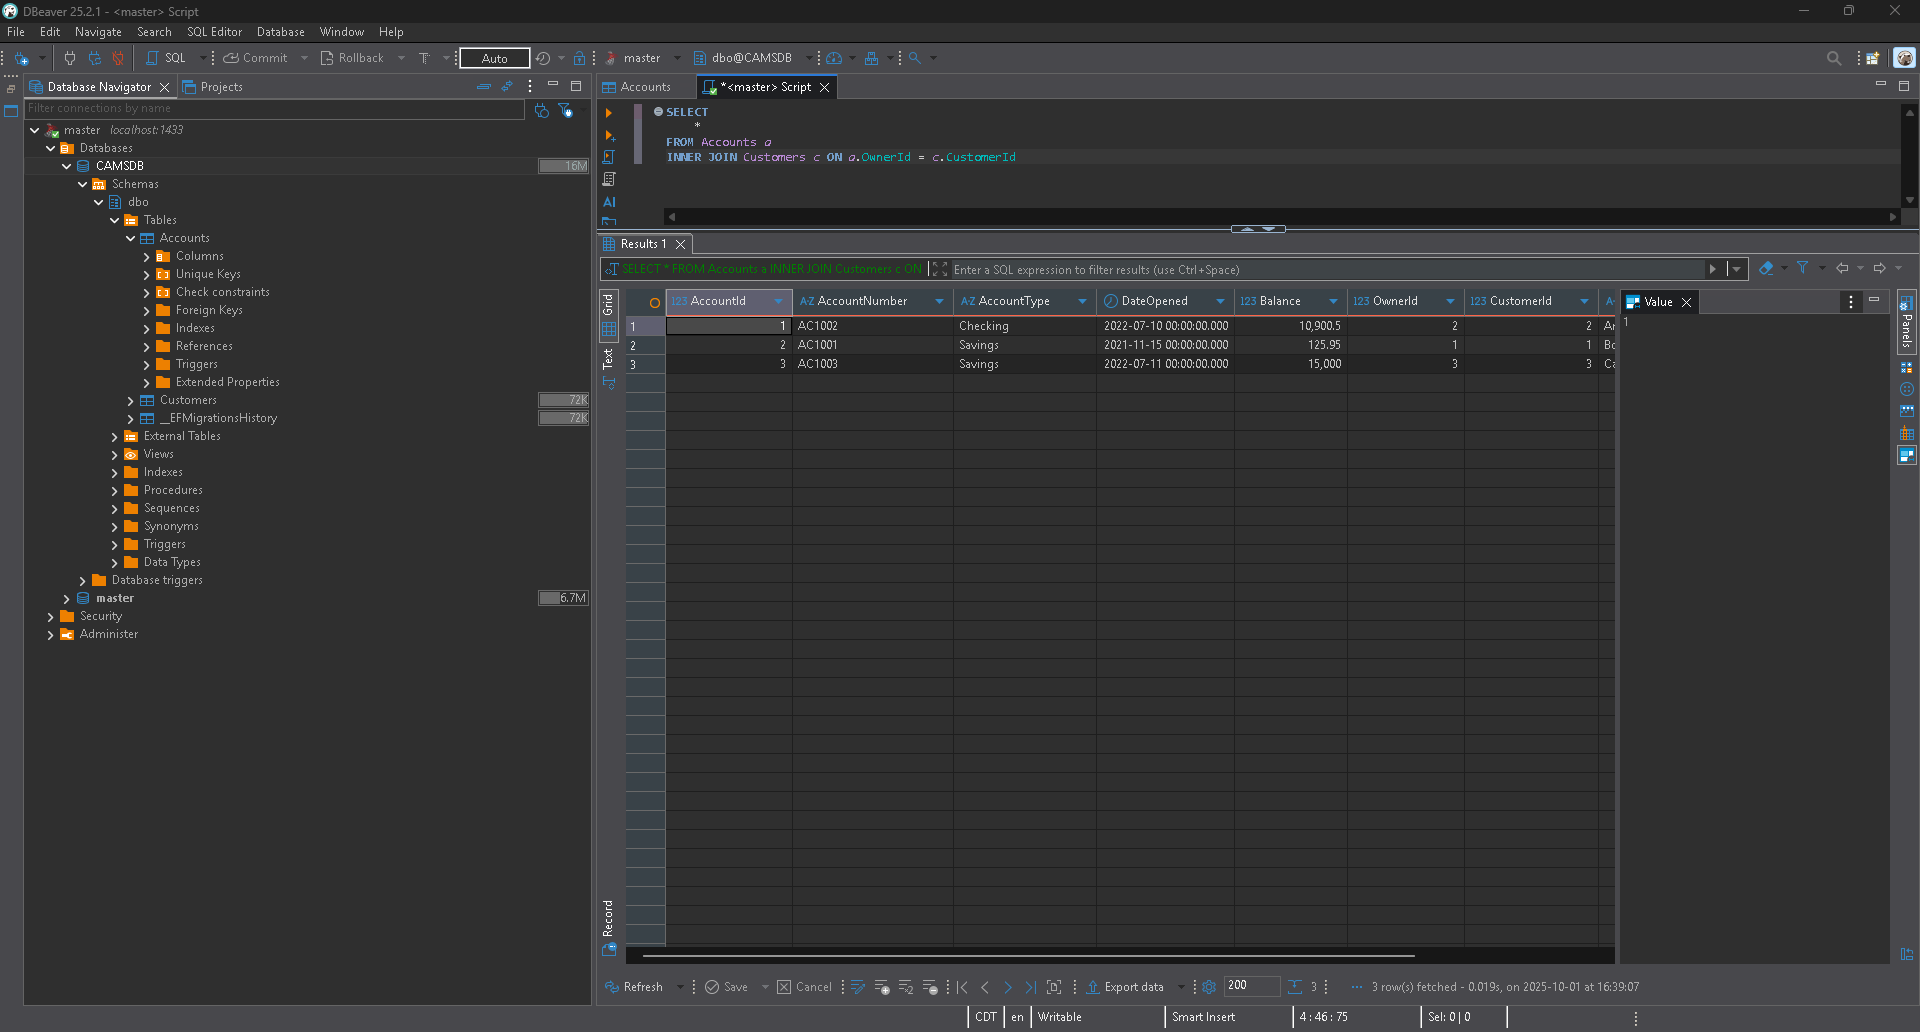 DBeaver 25.2.1 - <master> Script
File Edit Navigate Search SQL Editor Database Window Help
SQL Commit Rollback Auto master dbo@CAMSDB
Database Navigator Projects
Filter connections by name
master localhost:1433
Databases
CAMSDB 16M
Schemas
dbo
Tables
Accounts
Columns
Unique Keys
Check constraints
Foreign Keys
Indexes
References
Triggers
Extended Properties
Customers 72K
__EFMigrationsHistory 72K
External Tables
Views
Indexes
Procedures
Sequences
Synonyms
Triggers
Data Types
Database triggers
master 6.7M
Security
Administer
Accounts *<master> Script
SELECT
*
FROM Accounts a
INNER JOIN Customers c ON a.OwnerId = c.CustomerId
AI
Results 1
SELECT * FROM Accounts a INNER JOIN Customers c ON Enter a SQL expression to filter results (use Ctrl+Space)
Grid
Text
Record
123 AccountId A-Z AccountNumber A-Z AccountType DateOpened 123 Balance 123 OwnerId 123 CustomerId
1 1 AC1002 Checking 2022-07-10 00:00:00.000 10,900.5 2 2 Ar
2 2 AC1001 Savings 2021-11-15 00:00:00.000 125.95 1 1 Bo
3 3 AC1003 Savings 2022-07-11 00:00:00.000 15,000 3 3 Ca
Value
1
Panels
Refresh Save Cancel Export data 200 3 3 row(s) fetched - 0.019s, on 2025-10-01 at 16:39:07
CDT en Writable Smart Insert 4 : 46 : 75 Sel: 0 | 0